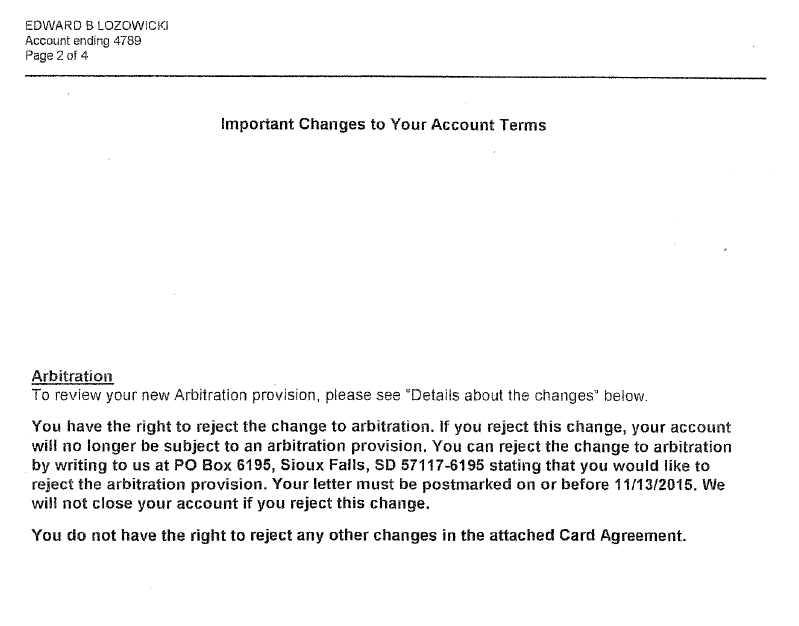 EDWARD B LOZOWICKI
Account ending 4789
Page 2 of 4
Important Changes to Your Account Terms
Arbitration
To review your new Arbitration provision, please see "Details about the changes" below.
You have the right to reject the change to arbitration. If you reject this change, your account
will no longer be subject to an arbitration provision. You can reject the change to arbitration
by writing to us at PO Box 6195, Sioux Falls, SD 57117-6195 stating that you would like to
reject the arbitration provision. Your letter must be postmarked on or before 11/13/2015. We
will not close your account if you reject this change.
You do not have the right to reject any other changes in the attached Card Agreement.